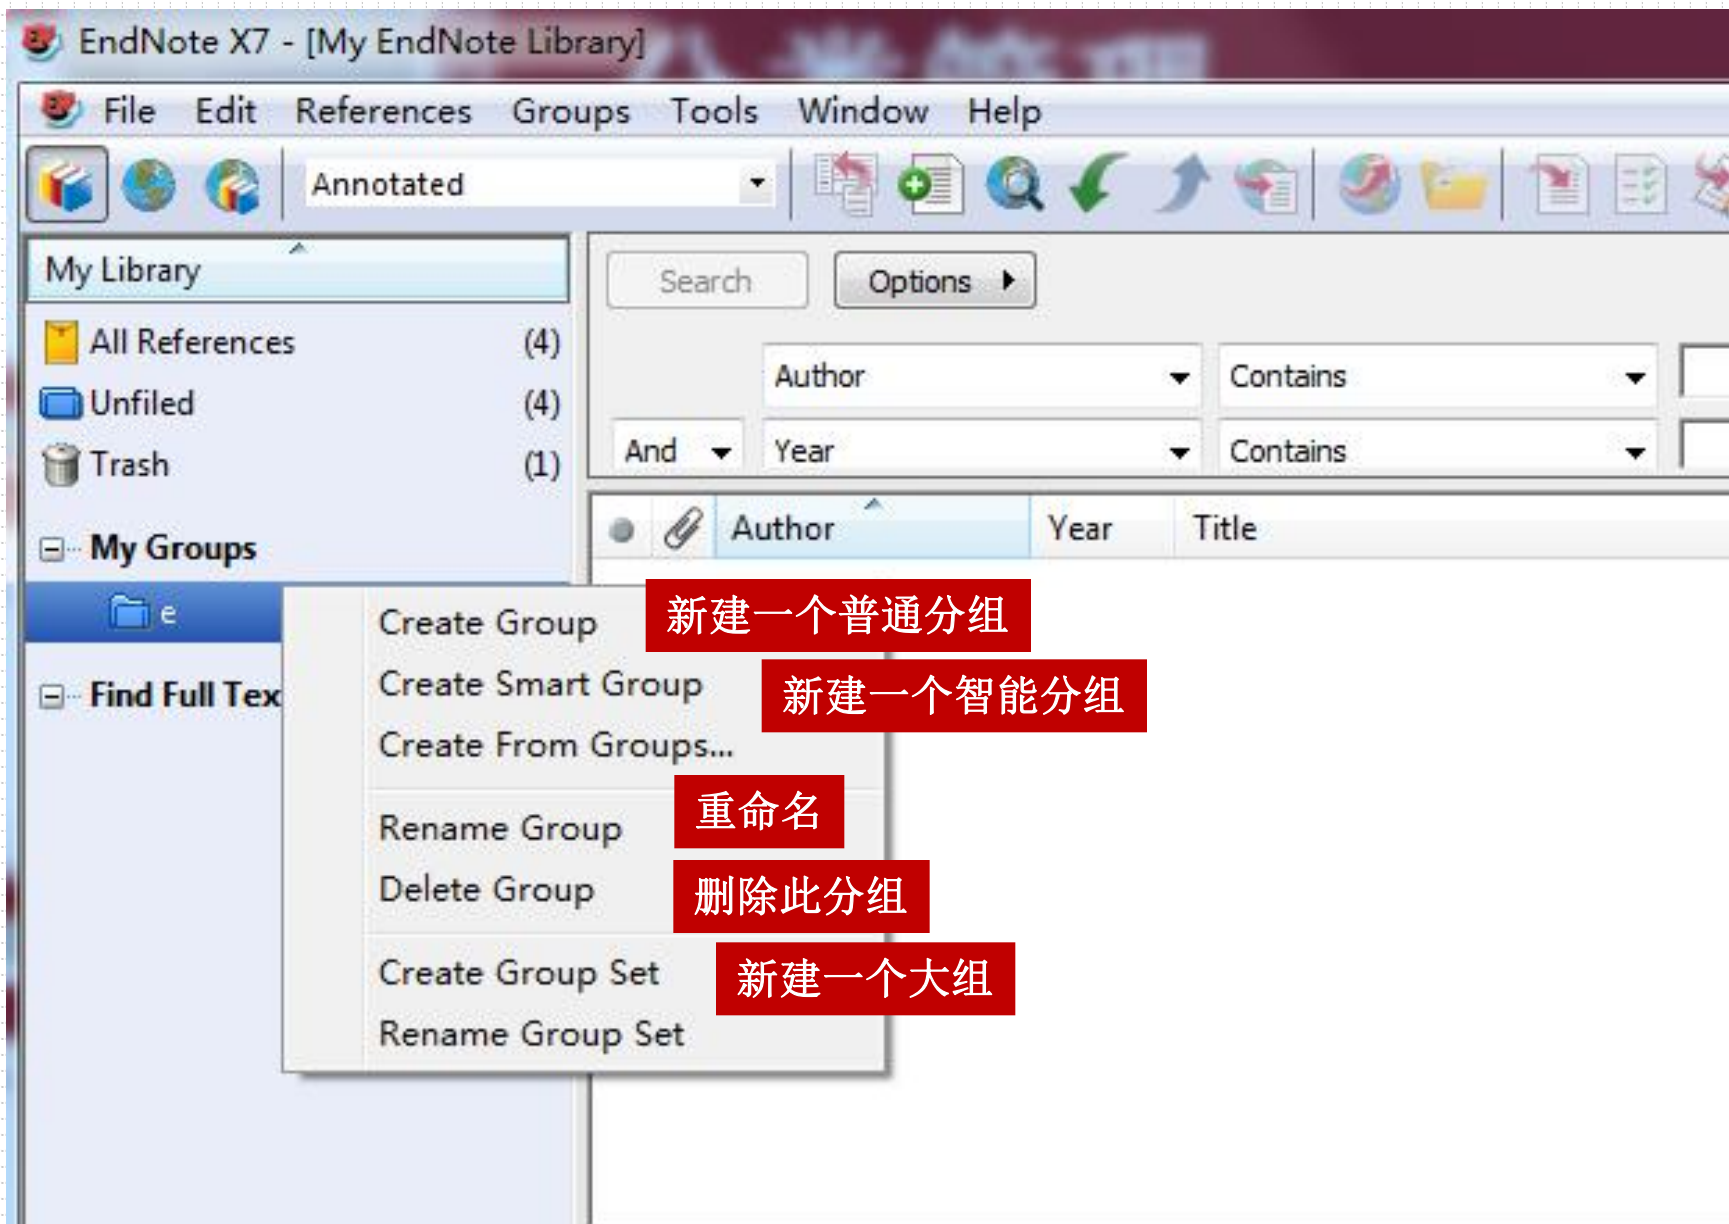 EndNote X7 - [My EndNote Library]
File Edit References Groups Tools Window Help
Annotated
My Library
Search Options
All References (4)
Author Contains
Unfiled (4)
And Year Contains
Trash (1)
Author Year Title
My Groups
e
Create Group 新建一个普通分组
Create Smart Group 新建一个智能分组
Find Full Tex
Create From Groups...
Rename Group 重命名
Delete Group 删除此分组
Create Group Set 新建一个大组
Rename Group Set